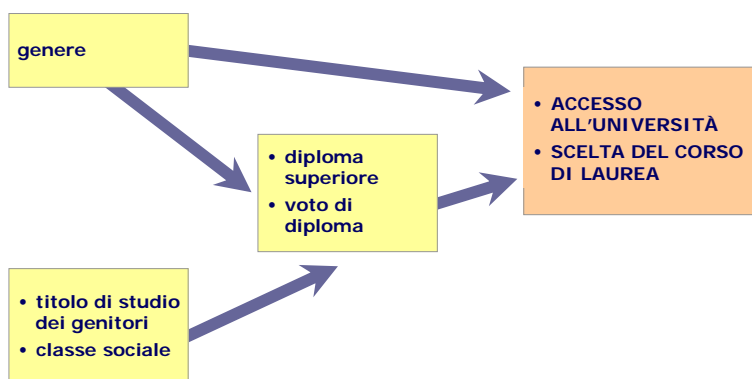 genere
• ACCESSO
ALL'UNIVERSITÀ
• SCELTA DEL CORSO
DI LAUREA
• diploma
superiore
• voto di
diploma
• titolo di studio
dei genitori
• classe sociale